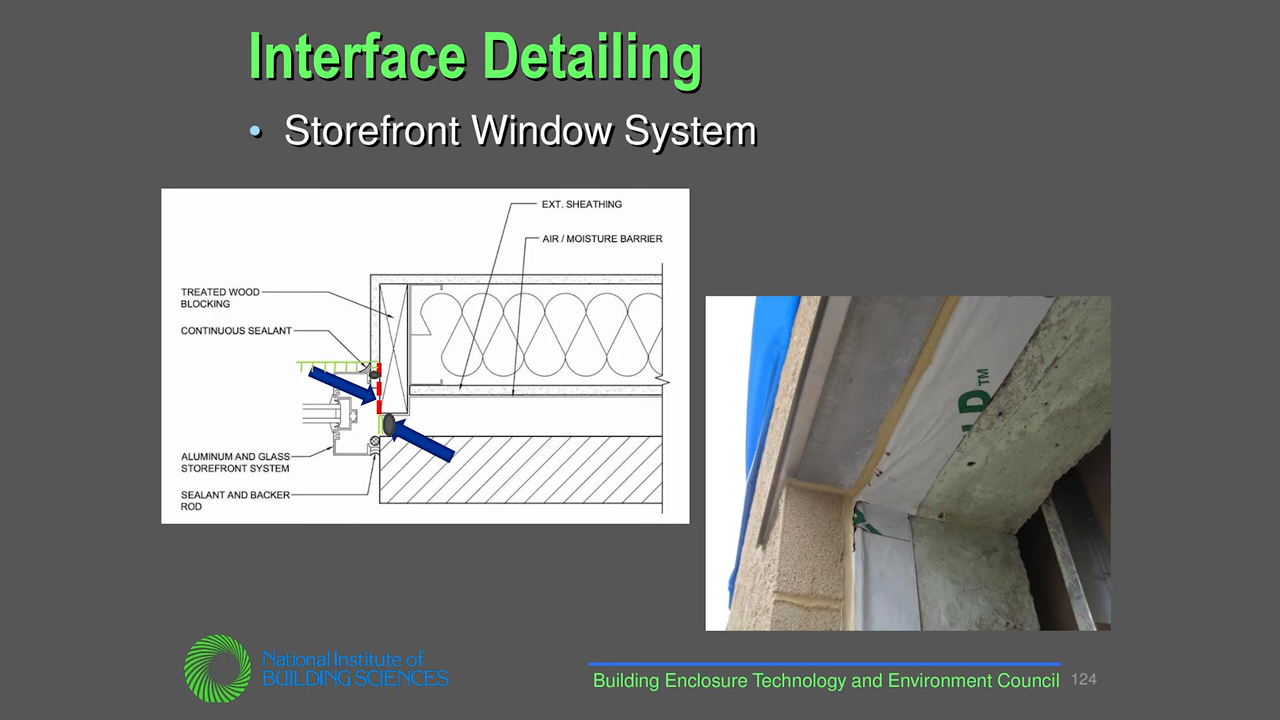 Interface Detailing
• Storefront Window System
EXT. SHEATHING
AIR / MOISTURE BARRIER
TREATED WOOD
BLOCKING
CONTINUOUS SEALANT
ALUMINUM AND GLASS
STOREFRONT SYSTEM
SEALANT AND BACKER
ROD
D™
National Institute of
BUILDING SCIENCES
Building Enclosure Technology and Environment Council 124